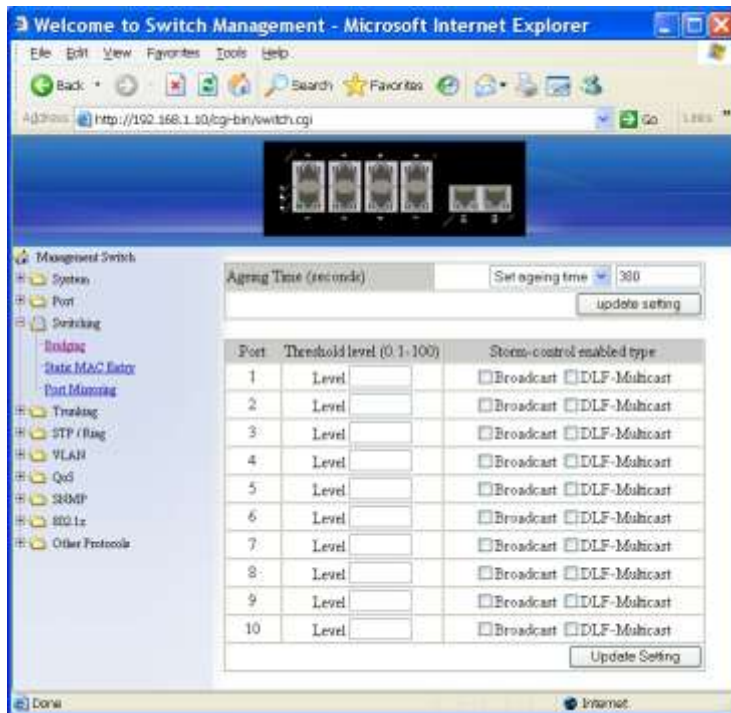 Welcome to Switch Management - Microsoft Internet Explorer
File Edit View Favorites Tools Help
Back Search Favorites
Address http://192.168.1.10/cgi-bin/switch.cgi Go Links »
Management Switch
System
Port
Switching
Bridging
Static MAC Entry
Port Mirroring
Trunking
STP / Ring
VLAN
QoS
SNMP
802.1x
Other Protocols
Ageing Time (seconds) Set ageing time 300
update setting
Port Threshold level (0.1-100) Storm-control enabled type
1 Level Broadcast DLF-Multicast
2 Level Broadcast DLF-Multicast
3 Level Broadcast DLF-Multicast
4 Level Broadcast DLF-Multicast
5 Level Broadcast DLF-Multicast
6 Level Broadcast DLF-Multicast
7 Level Broadcast DLF-Multicast
8 Level Broadcast DLF-Multicast
9 Level Broadcast DLF-Multicast
10 Level Broadcast DLF-Multicast
Update Setting
Done Internet